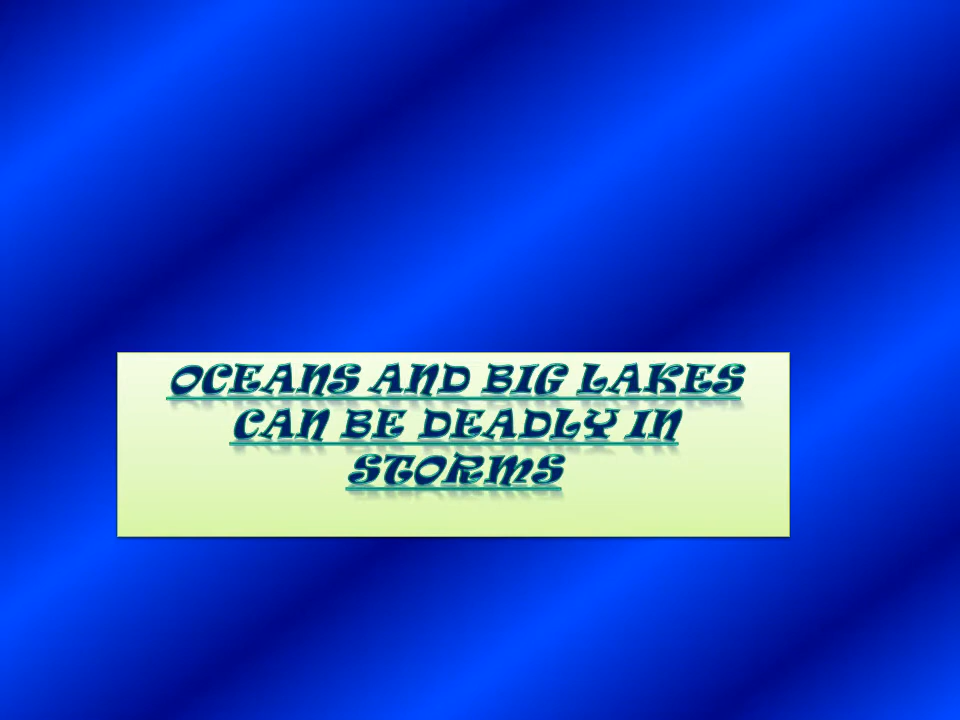 OCEANS AND BIG LAKES
CAN BE DEADLY IN
STORMS